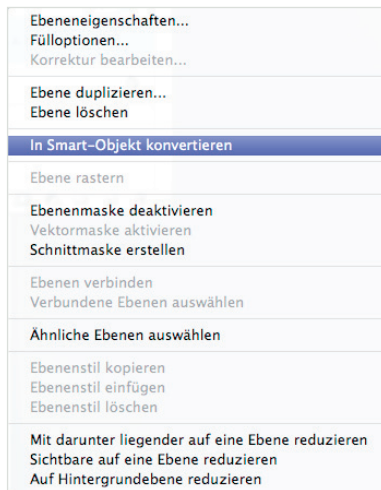 Ebeneneigenschaften...
Fülloptionen...
Korrektur bearbeiten...
Ebene duplizieren...
Ebene löschen
In Smart-Objekt konvertieren
Ebene rastern
Ebenenmaske deaktivieren
Vektormaske aktivieren
Schnittmaske erstellen
Ebenen verbinden
Verbundene Ebenen auswählen
Ähnliche Ebenen auswählen
Ebenenstil kopieren
Ebenenstil einfügen
Ebenenstil löschen
Mit darunter liegender auf eine Ebene reduzieren
Sichtbare auf eine Ebene reduzieren
Auf Hintergrundebene reduzieren